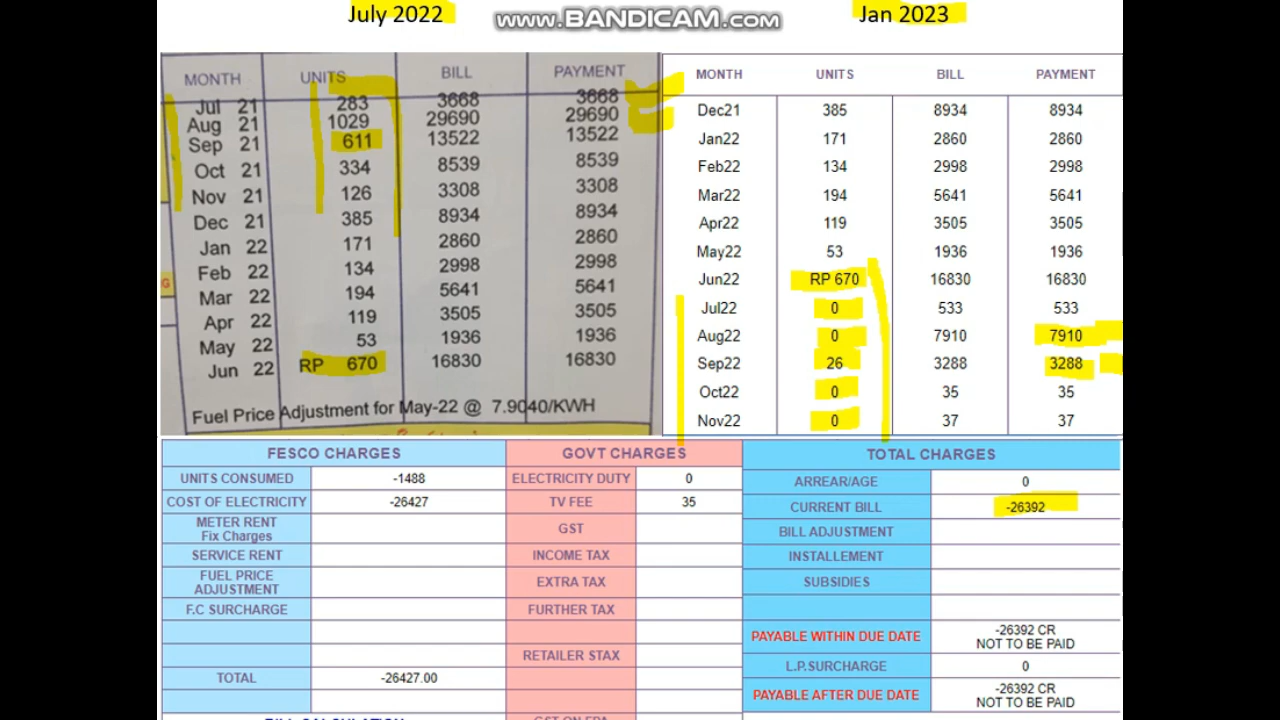 July 2022
www.BANDICAM.com
Jan 2023
MONTH UNITS BILL PAYMENT
Jul 21 283 3668 3668
Aug 21 1029 29690 29690
Sep 21 611 13522 13522
Oct 21 334 8539 8539
Nov 21 126 3308 3308
Dec 21 385 8934 8934
Jan 22 171 2860 2860
Feb 22 134 2998 2998
Mar 22 194 5641 5641
Apr 22 119 3505 3505
May 22 53 1936 1936
Jun 22 RP 670 16830 16830
Fuel Price Adjustment for May-22 @ 7.9040/KWH
MONTH UNITS BILL PAYMENT
Dec21 385 8934 8934
Jan22 171 2860 2860
Feb22 134 2998 2998
Mar22 194 5641 5641
Apr22 119 3505 3505
May22 53 1936 1936
Jun22 RP 670 16830 16830
Jul22 0 533 533
Aug22 0 7910 7910
Sep22 26 3288 3288
Oct22 0 35 35
Nov22 0 37 37
FESCO CHARGES
UNITS CONSUMED -1488
COST OF ELECTRICITY -26427
METER RENT
Fix Charges
SERVICE RENT
FUEL PRICE
ADJUSTMENT
F.C SURCHARGE
TOTAL -26427.00
GOVT CHARGES
ELECTRICITY DUTY 0
TV FEE 35
GST
INCOME TAX
EXTRA TAX
FURTHER TAX
RETAILER STAX
TOTAL CHARGES
ARREAR/AGE 0
CURRENT BILL -26392
BILL ADJUSTMENT
INSTALLEMENT
SUBSIDIES
PAYABLE WITHIN DUE DATE -26392 CR
NOT TO BE PAID
L.P.SURCHARGE 0
PAYABLE AFTER DUE DATE -26392 CR
NOT TO BE PAID